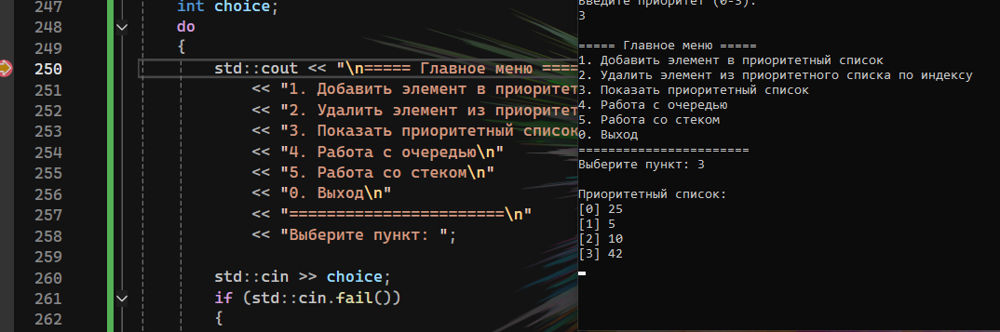 247 int choice;
248 do
249 {
250 std::cout << "\n===== Главное меню ====
251 << "1. Добавить элемент в приоритет
252 << "2. Удалить элемент из приоритет
253 << "3. Показать приоритетный список
254 << "4. Работа с очередью\n"
255 << "5. Работа со стеком\n"
256 << "0. Выход\n"
257 << "=======================\n"
258 << "Выберите пункт: ";
259
260 std::cin >> choice;
261 if (std::cin.fail())
262 {
Введите приоритет (0-3):
3
===== Главное меню =====
1. Добавить элемент в приоритетный список
2. Удалить элемент из приоритетного списка по индексу
3. Показать приоритетный список
4. Работа с очередью
5. Работа со стеком
0. Выход
=======================
Выберите пункт: 3
Приоритетный список:
[0] 25
[1] 5
[2] 10
[3] 42